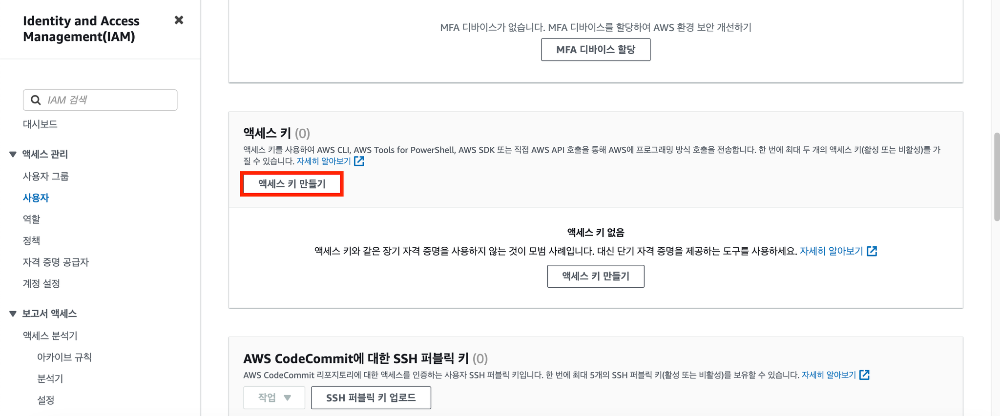 Identity and Access
Management(IAM)
IAM 검색
대시보드
액세스 관리
사용자 그룹
사용자
역할
정책
자격 증명 공급자
계정 설정
보고서 액세스
액세스 분석기
아카이브 규칙
분석기
설정
MFA 디바이스가 없습니다. MFA 디바이스를 할당하여 AWS 환경 보안 개선하기
MFA 디바이스 할당
액세스 키 (0)
액세스 키를 사용하여 AWS CLI, AWS Tools for PowerShell, AWS SDK 또는 직접 AWS API 호출을 통해 AWS에 프로그래밍 방식 호출을 전송합니다. 한 번에 최대 두 개의 액세스 키(활성 또는 비활성)를 가
질 수 있습니다. 자세히 알아보기
액세스 키 만들기
액세스 키 없음
액세스 키와 같은 장기 자격 증명을 사용하지 않는 것이 모범 사례입니다. 대신 단기 자격 증명을 제공하는 도구를 사용하세요. 자세히 알아보기
액세스 키 만들기
AWS CodeCommit에 대한 SSH 퍼블릭 키 (0)
AWS CodeCommit 리포지토리에 대한 액세스를 인증하는 사용자 SSH 퍼블릭 키입니다. 한 번에 최대 5개의 SSH 퍼블릭 키(활성 또는 비활성)를 보유할 수 있습니다. 자세히 알아보기
작업
SSH 퍼블릭 키 업로드